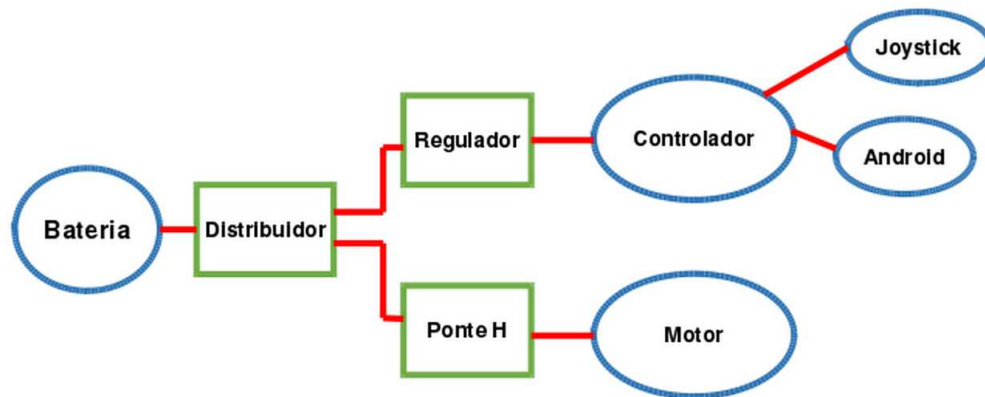 Joystick
Regulador
Controlador
Android
Bateria
Distribuidor
Ponte H
Motor